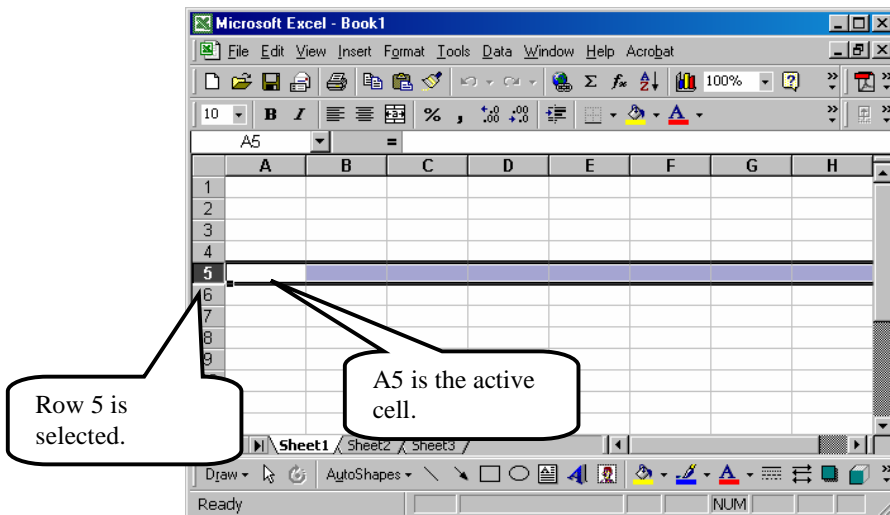 Microsoft Excel - Book1
File Edit View Insert Format Tools Data Window Help Acrobat
Σ fx 100%
10 B I % ,
A5 =
A B C D E F G H
1
2
3
4
5
6
7
8
9
A5 is the active
cell.
Row 5 is
selected.
Sheet1 Sheet2 Sheet3
Draw AutoShapes
Ready NUM